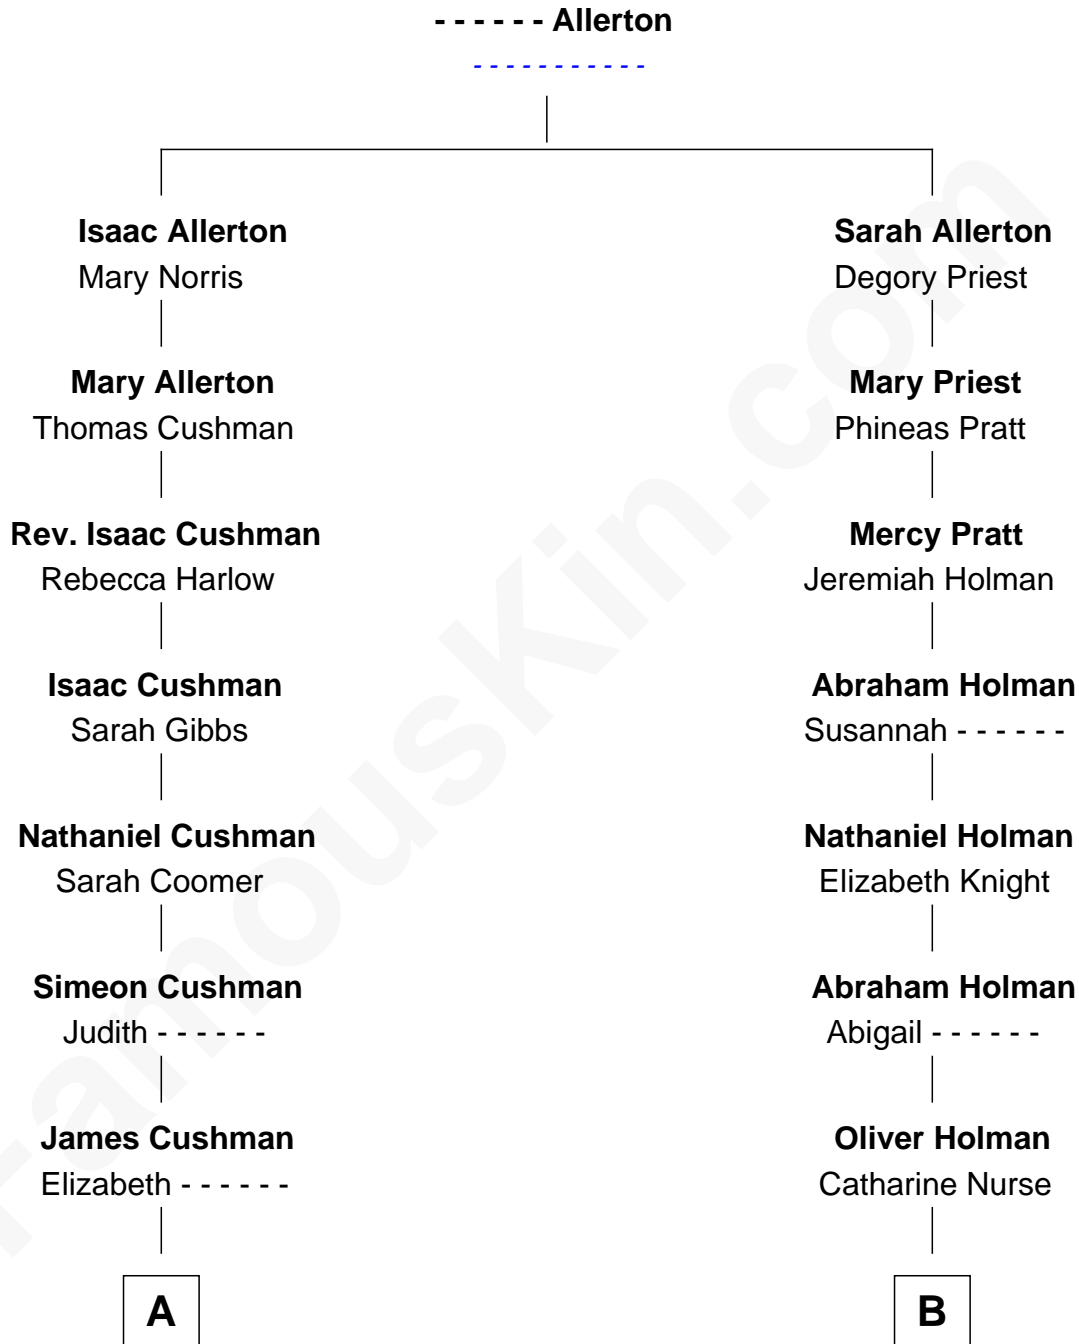 - - - - - - Allerton
- - - - - - - - - - -
Isaac Allerton
Mary Norris
Sarah Allerton
Degory Priest
Mary Allerton
Thomas Cushman
Mary Priest
Phineas Pratt
Rev. Isaac Cushman
Rebecca Harlow
Mercy Pratt
Jeremiah Holman
Isaac Cushman
Sarah Gibbs
Abraham Holman
Susannah - - - - - -
Nathaniel Cushman
Sarah Coomer
Nathaniel Holman
Elizabeth Knight
Simeon Cushman
Judith - - - - - -
Abraham Holman
Abigail - - - - - -
James Cushman
Elizabeth - - - - - -
Oliver Holman
Catharine Nurse
A
B
FamousKin.com